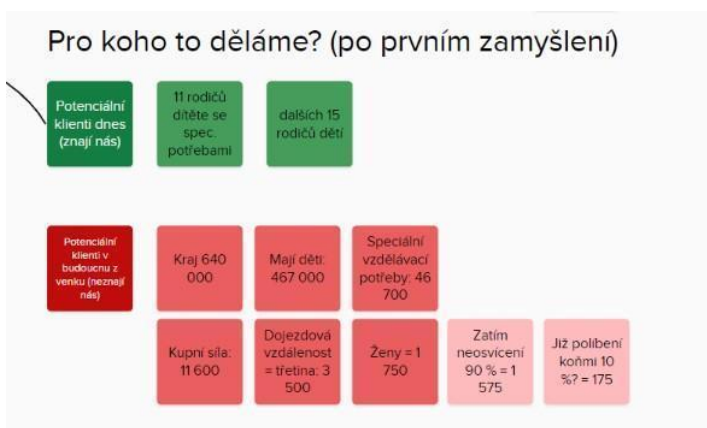 Pro koho to děláme? (po prvním zamyšlení)
Potenciální
klienti dnes
(znají nás)
11 rodičů
dítěte se
spec.
potřebami
dalších 15
rodičů dětí
Potenciální
klienti v
budoucnu z
venku (neznají
nás)
Kraj 640
000
Mají děti:
467 000
Speciální
vzdělávací
potřeby: 46
700
Kupní síla:
11 600
Dojezdová
vzdálenost
= třetina: 3
500
Ženy = 1
750
Zatím
neosvícení
90 % = 1
575
Již políbení
koňmi 10
%? = 175